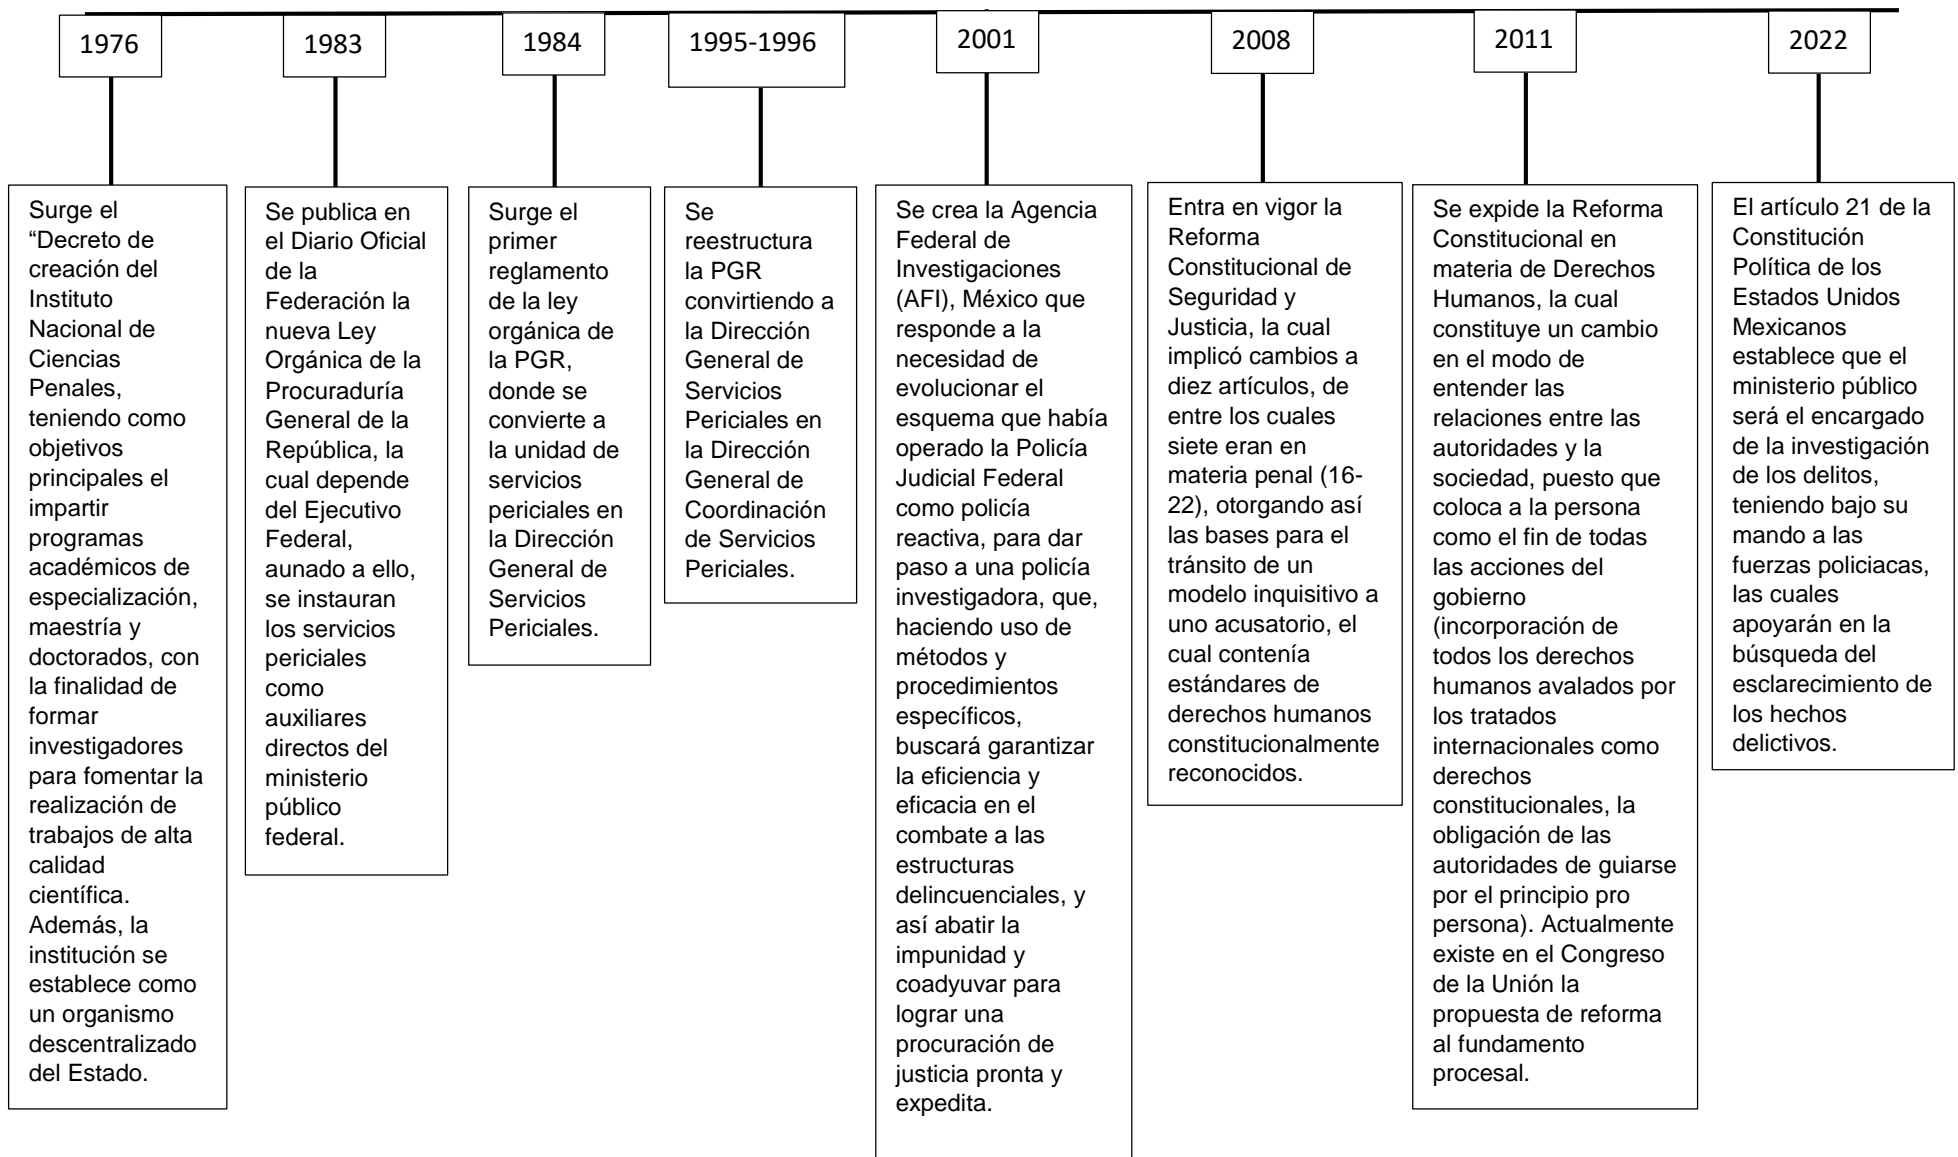 1976
1983
1984
1995-1996
2001
2008
2011
2022
Surge el
“Decreto de
creación del
Instituto
Nacional de
Ciencias
Penales,
teniendo como
objetivos
principales el
impartir
programas
académicos de
especialización,
maestría y
doctorados, con
la finalidad de
formar
investigadores
para fomentar la
realización de
trabajos de alta
calidad
científica.
Además, la
institución se
establece como
un organismo
descentralizado
del Estado.
Se publica en
el Diario Oficial
de la
Federación la
nueva Ley
Orgánica de la
Procuraduría
General de la
República, la
cual depende
del Ejecutivo
Federal,
aunado a ello,
se instauran
los servicios
periciales
como
auxiliares
directos del
ministerio
público
federal.
Surge el
primer
reglamento
de la ley
orgánica de
la PGR,
donde se
convierte a
la unidad de
servicios
periciales en
la Dirección
General de
Servicios
Periciales.
Se
reestructura
la PGR
convirtiendo a
la Dirección
General de
Servicios
Periciales en
la Dirección
General de
Coordinación
de Servicios
Periciales.
Se crea la Agencia
Federal de
Investigaciones
(AFI), México que
responde a la
necesidad de
evolucionar el
esquema que había
operado la Policía
Judicial Federal
como policía
reactiva, para dar
paso a una policía
investigadora, que,
haciendo uso de
métodos y
procedimientos
específicos,
buscará garantizar
la eficiencia y
eficacia en el
combate a las
estructuras
delincuenciales, y
así abatir la
impunidad y
coadyuvar para
lograr una
procuración de
justicia pronta y
expedita.
Entra en vigor la
Reforma
Constitucional de
Seguridad y
Justicia, la cual
implicó cambios a
diez artículos, de
entre los cuales
siete eran en
materia penal (16-
22), otorgando así
las bases para el
tránsito de un
modelo inquisitivo a
uno acusatorio, el
cual contenía
estándares de
derechos humanos
constitucionalmente
reconocidos.
Se expide la Reforma
Constitucional en
materia de Derechos
Humanos, la cual
constituye un cambio
en el modo de
entender las
relaciones entre las
autoridades y la
sociedad, puesto que
coloca a la persona
como el fin de todas
las acciones del
gobierno
(incorporación de
todos los derechos
humanos avalados por
los tratados
internacionales como
derechos
constitucionales, la
obligación de las
autoridades de guiarse
por el principio pro
persona). Actualmente
existe en el Congreso
de la Unión la
propuesta de reforma
al fundamento
procesal.
El artículo 21 de la
Constitución
Política de los
Estados Unidos
Mexicanos
establece que el
ministerio público
será el encargado
de la investigación
de los delitos,
teniendo bajo su
mando a las
fuerzas policiacas,
las cuales
apoyarán en la
búsqueda del
esclarecimiento de
los hechos
delictivos.